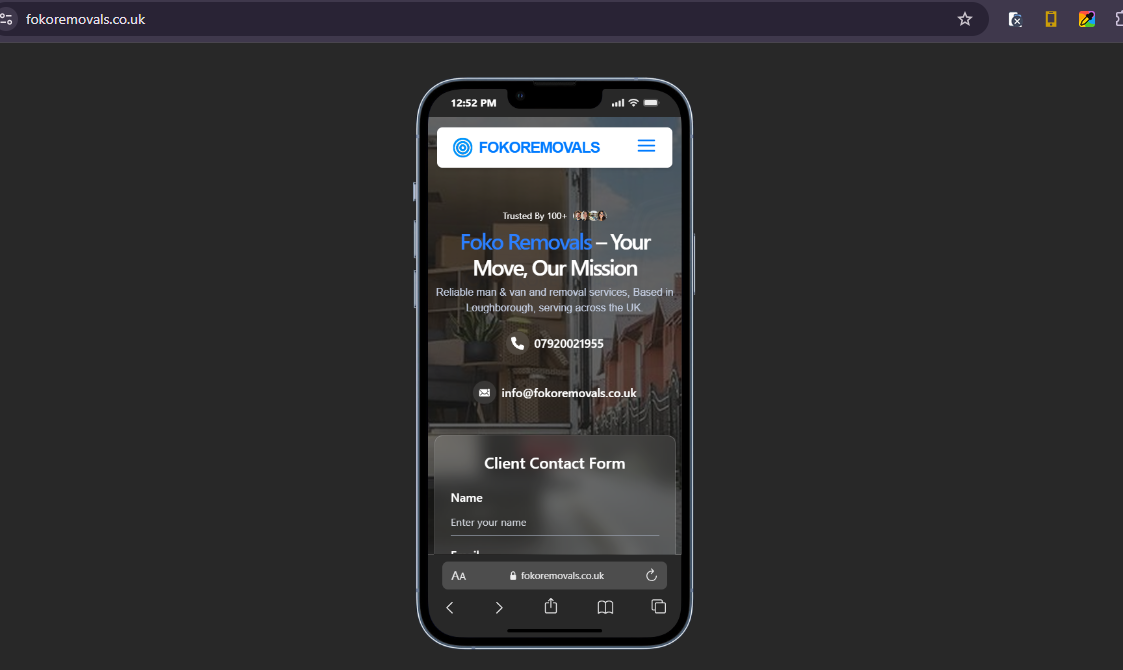 fokoremovals.co.uk
12:52 PM
FOKOREMOVALS
Trusted By 100+
Foko Removals – Your
Move, Our Mission
Reliable man & van and removal services, Based in
Loughborough, serving across the UK.
07920021955
info@fokoremovals.co.uk
Client Contact Form
Name
Enter your name
AA
fokoremovals.co.uk